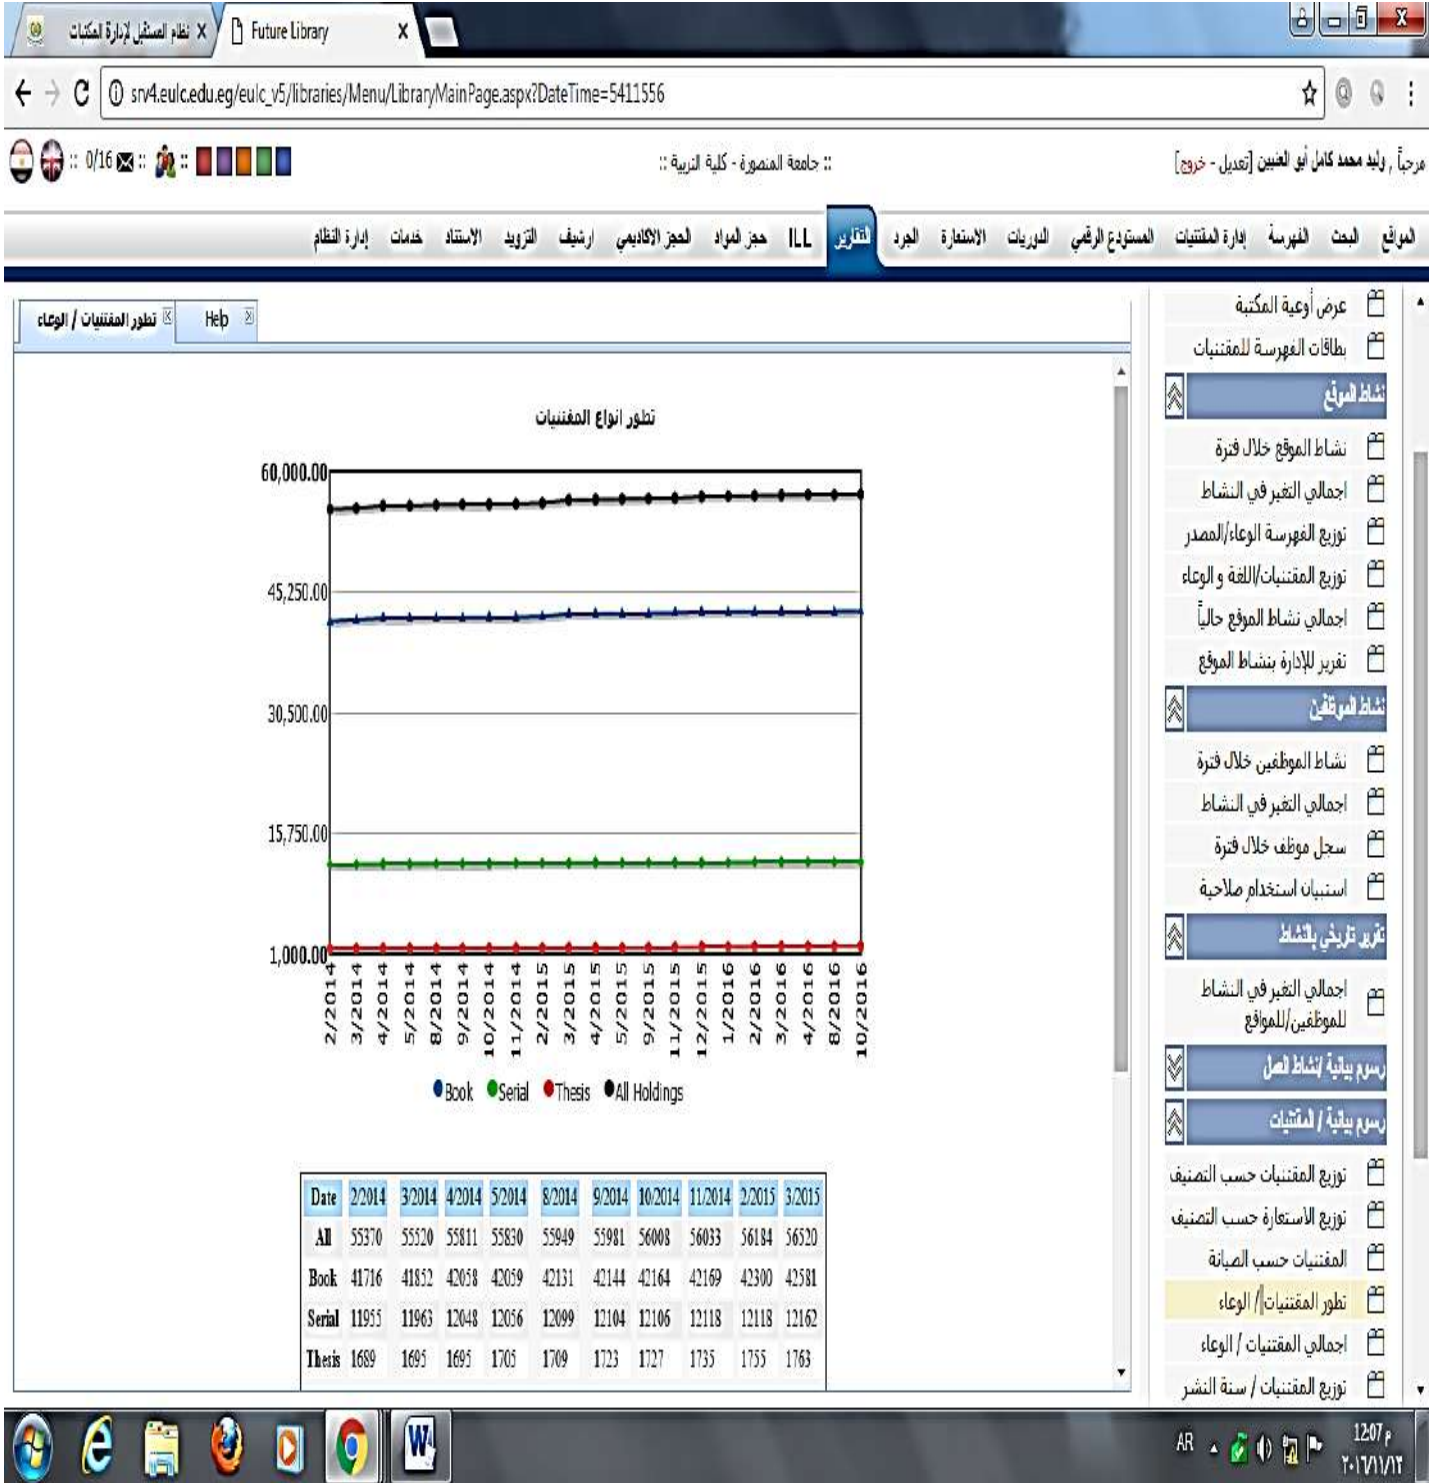 نظام المستقبل لإدارة المكتبات
Future Library
srv4.eulc.edu.eg/eulc_v5/libraries/Menu/LibraryMainPage.aspx?DateTime=5411556
مرحباً , وليد محمد كامل أبو العنين [تعديل - خروج]
:: جامعة المنصورة - كلية التربية ::
:: 0/16 :: ::
المواقع البحث الفهرسة إدارة المقتنيات المستودع الرقمي الدوريات الاستعارة الجرد التقارير ILL حجز المواد الحجز الاكاديمي ارشيف التزويد الاستناد خدمات إدارة النظام
عرض أوعية المكتبة
بطاقات الفهرسة للمقتنيات
نشاط الموقع
نشاط الموقع خلال فترة
اجمالي التغير في النشاط
توزيع الفهرسة الوعاء/المصدر
توزيع المقتنيات/اللغة و الوعاء
اجمالي نشاط الموقع حالياً
تقرير للإدارة بنشاط الموقع
نشاط الموظفين
نشاط الموظفين خلال فترة
اجمالي التغير في النشاط
سجل موظف خلال فترة
استبيان استخدام صلاحية
تقرير تاريخي بالنشاط
اجمالي التغير في النشاط
للموظفين/للمواقع
رسوم بيانية /نشاط العمل
رسوم بيانية / المقتنيات
توزيع المقتنيات حسب التصنيف
توزيع الاستعارة حسب التصنيف
المقتنيات حسب الصيانة
تطور المقتنيات / الوعاء
اجمالي المقتنيات / الوعاء
توزيع المقتنيات / سنة النشر
تطور المقتنيات / الوعاء
Help
تطور انواع المقتنيات
60,000.00
45,250.00
30,500.00
15,750.00
1,000.00
2/2014 3/2014 4/2014 5/2014 8/2014 9/2014 10/2014 11/2014 2/2015 3/2015 4/2015 5/2015 9/2015 11/2015 12/2015 1/2016 2/2016 3/2016 4/2016 8/2016 10/2016
Book Serial Thesis All Holdings
Date 2/2014 3/2014 4/2014 5/2014 8/2014 9/2014 10/2014 11/2014 2/2015 3/2015
All 55370 55520 55811 55830 55949 55981 56008 56033 56184 56520
Book 41716 41852 42058 42059 42131 42144 42164 42169 42300 42581
Serial 11955 11963 12048 12056 12099 12104 12106 12118 12118 12162
Thesis 1689 1695 1695 1705 1709 1723 1727 1735 1755 1763
AR
12:07 م
٢٠١٦/١١/١٣